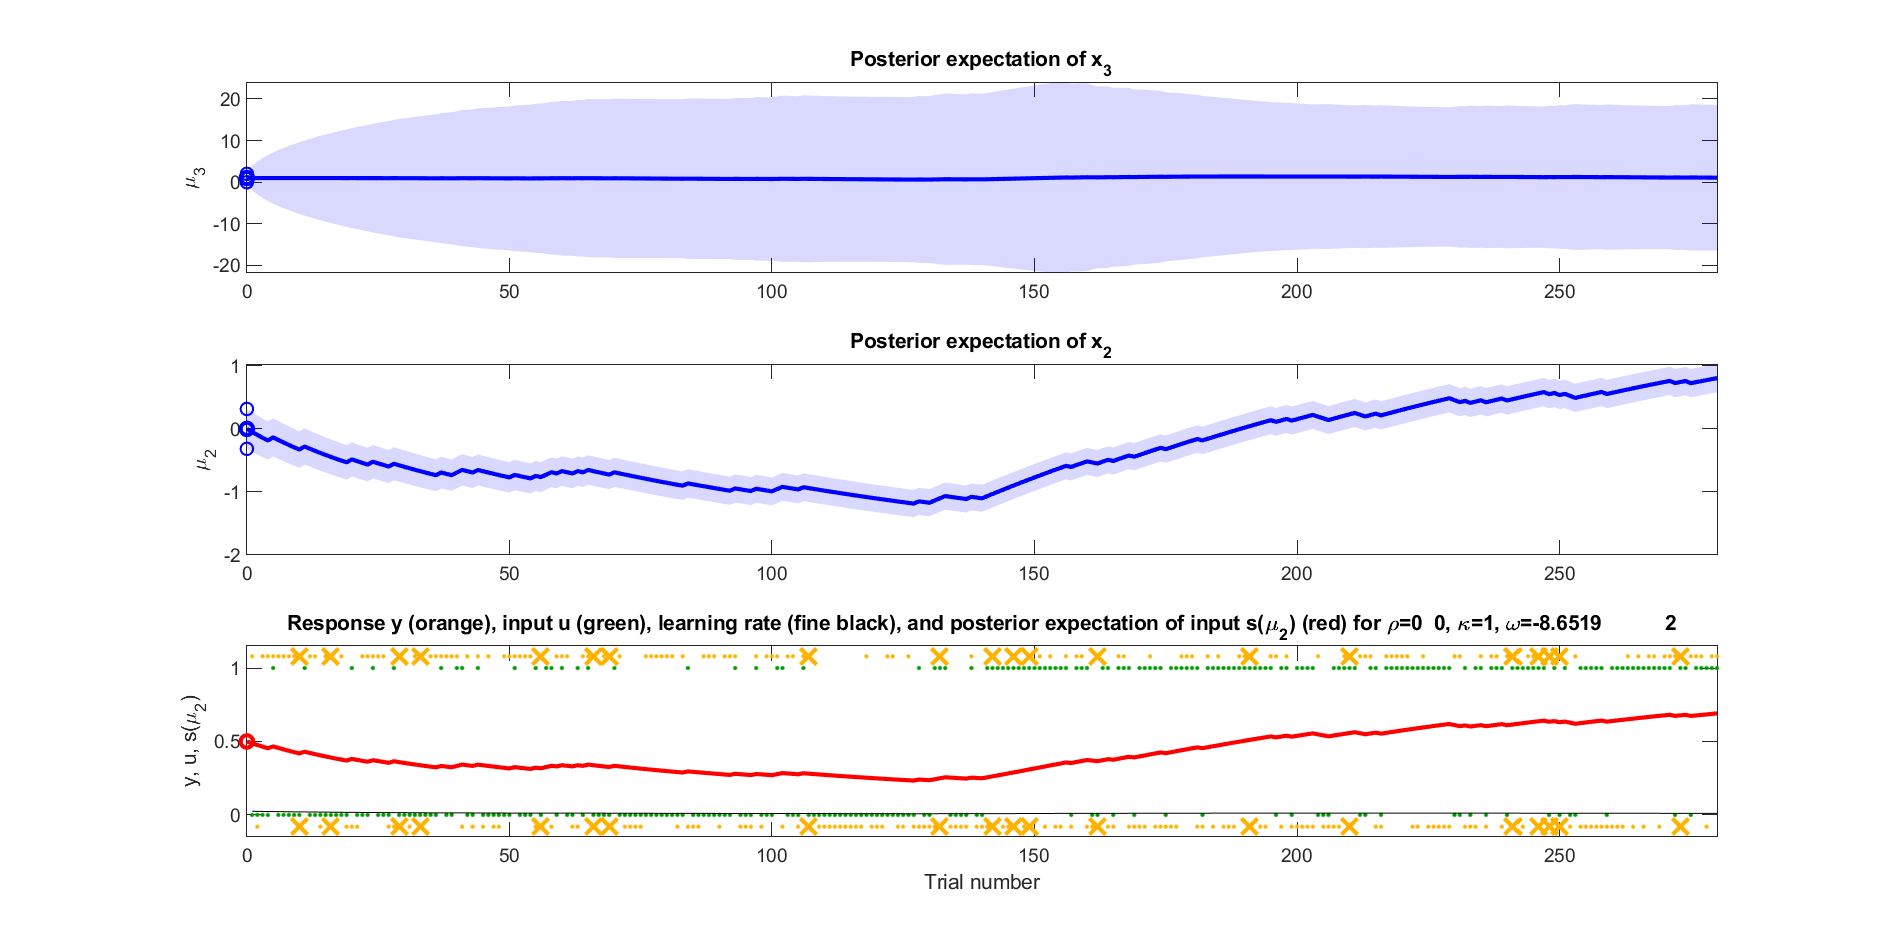 Posterior expectation of x3
μ3
20
10
0
-10
-20
0 50 100 150 200 250
Posterior expectation of x2
μ2
1
0
-1
-2
0 50 100 150 200 250
Response y (orange), input u (green), learning rate (fine black), and posterior expectation of input s(μ2) (red) for ρ=0 0, κ=1, ω=-8.6519 2
y, u, s(μ2)
1
0.5
0
0 50 100 150 200 250
Trial number